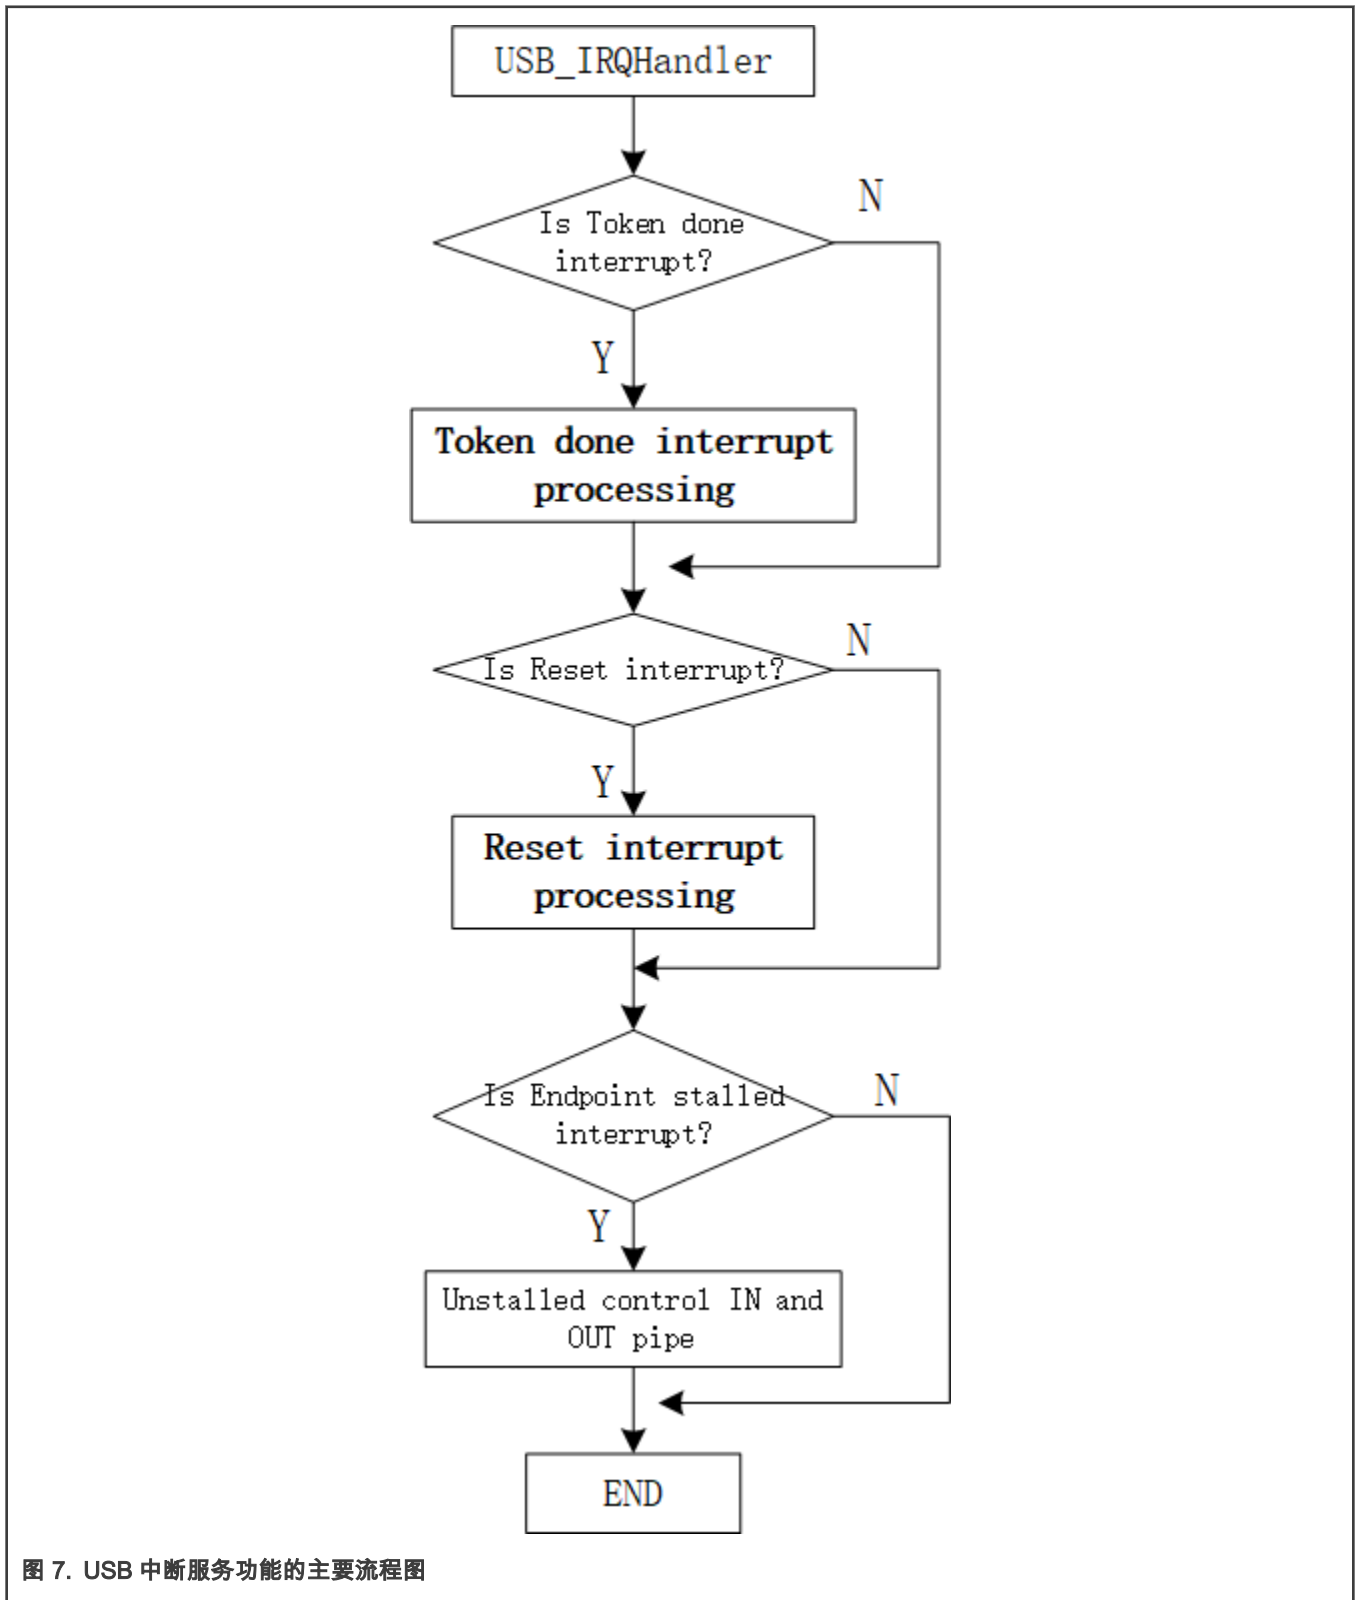 USB_IRQHandler
Is Token done
interrupt?
N
Y
Token done interrupt
processing
Is Reset interrupt?
N
Y
Reset interrupt
processing
Is Endpoint stalled
interrupt?
N
Y
Unstalled control IN and
OUT pipe
END
图 7. USB 中断服务功能的主要流程图